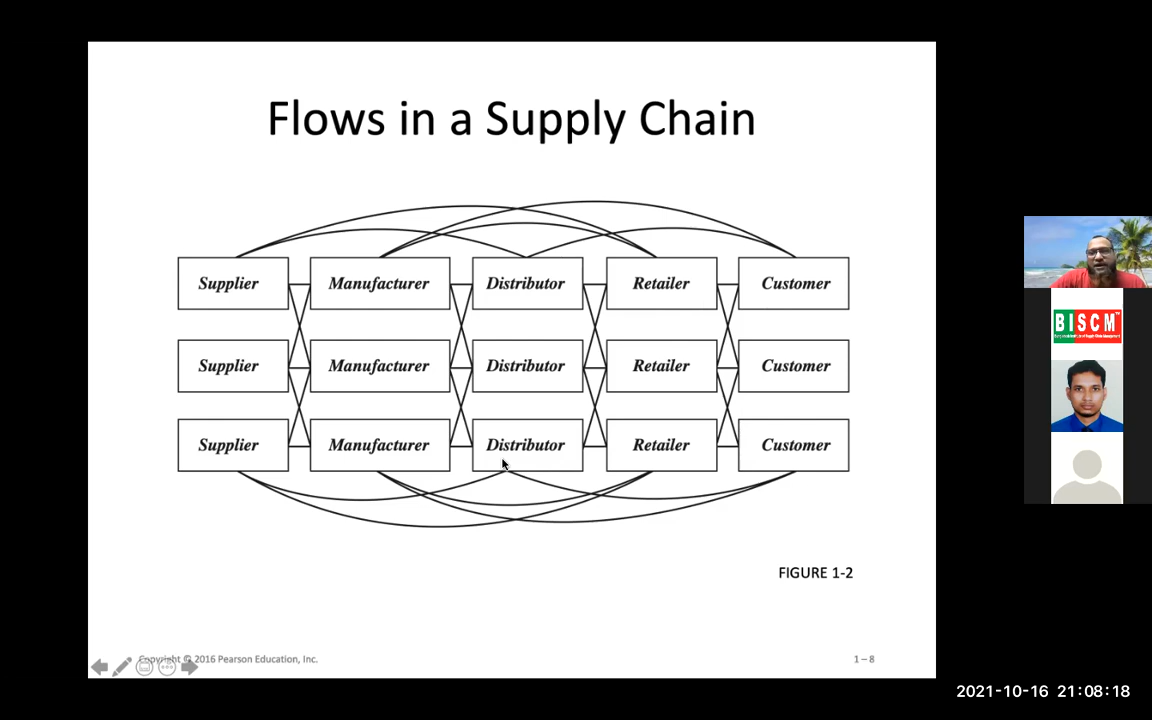 Flows in a Supply Chain
Supplier Manufacturer Distributor Retailer Customer
Supplier Manufacturer Distributor Retailer Customer
Supplier Manufacturer Distributor Retailer Customer
FIGURE 1-2
Copyright © 2016 Pearson Education, Inc.
1 – 8
BISCM
2021-10-16 21:08:18